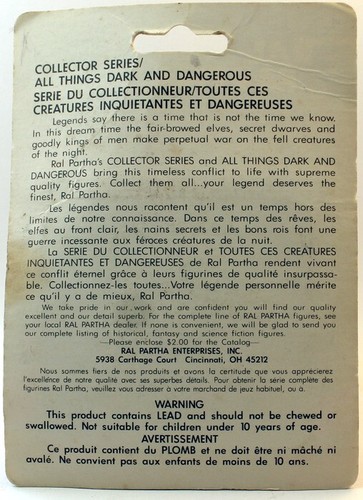 COLLECTOR SERIES/
ALL THINGS DARK AND DANGEROUS
SERIE DU COLLECTIONNEUR/TOUTES CES
CREATURES INQUIETANTES ET DANGEREUSES
Legends say there is a time that is not the time we know.
In this dream time the fair-browed elves, secret dwarves and
goodly kings of men make perpetual war on the fell creatures
of the night.
Ral Partha's COLLECTOR SERIES and ALL THINGS DARK AND
DANGEROUS bring this timeless conflict to life with supreme
quality figures. Collect them all...your legend deserves the
finest, Ral Partha.
Les légendes nous racontent qu'il est un temps hors des
limites de notre connaissance. Dans ce temps des rêves, les
elfes au front clair, les nains secrets et les bons rois font une
guerre incessante aux féroces créatures de la nuit.
La SERIE DU COLLECTIONEUR et TOUTES CES CREATURES
INQUIETANTES ET DANGEREUSES de Ral Partha rendent vivant
ce conflit éternel grâce à leurs figurines de qualité insurpassa-
ble. Collectionnez-les toutes...Votre légende personnelle mérite
ce qu'il y a de mieux, Ral Partha.
We take pride in our work and are confident you will find our quality
excellent and our detail superb. For the complete line of RAL PARTHA figures, see
your local RAL PARTHA dealer. If none is convenient, we will be glad to send you
our complete listing of historical, fantasy and science fiction figures.
—Please enclose $2.00 for the Catalog—
RAL PARTHA ENTERPRISES, INC.
5938 Carthage Court Cincinnati, OH 45212
Nous sommes fiers de nos produits et avons la certitude que vous apprécierez
l'excellence de notre qualité avec ses superbes détails. Pour obtenir la série complète des
figurines Ral Partha, veuillez vous adresser à votre marchand de jeux habituel, ou à.
WARNING
This product contains LEAD and should not be chewed or
swallowed. Not suitable for children under 10 years of age.
AVERTISSEMENT
Ce produit contient du PLOMB et ne doit être ni mâché ni
avalé. Ne convient pas aux enfants de moins de 10 ans.